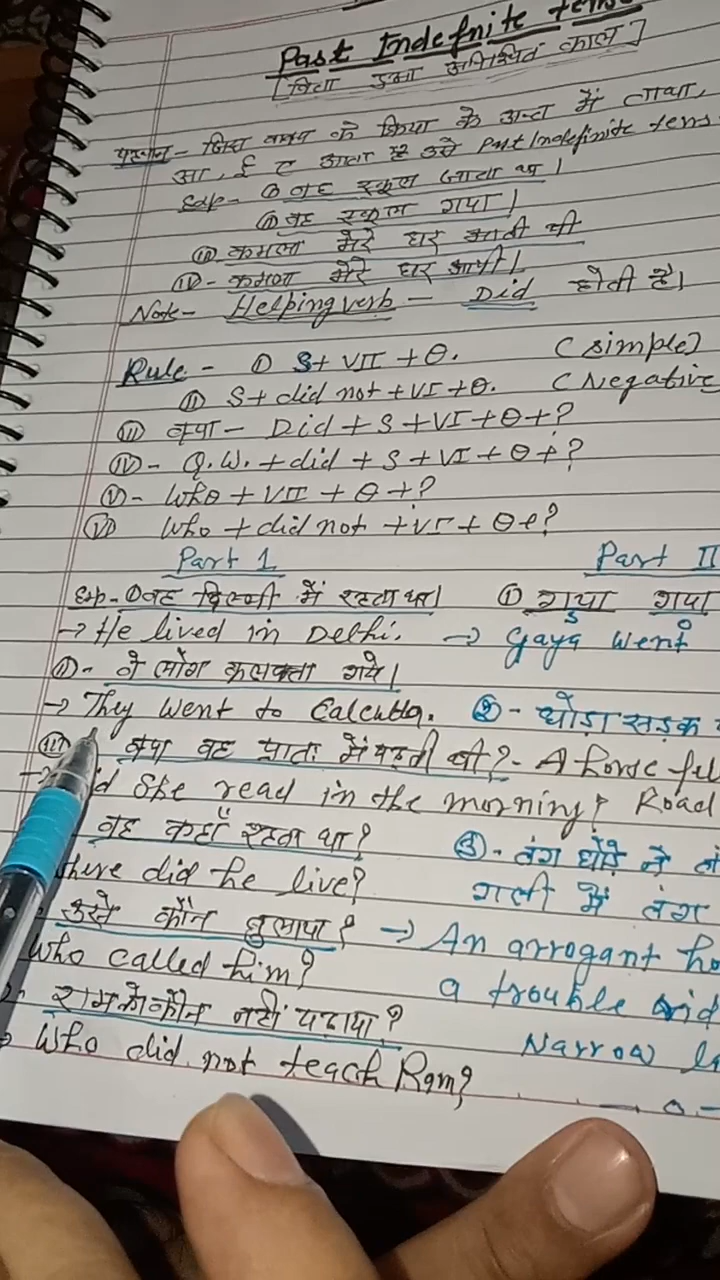 Past Indefinite tense
[बिता हुआ अनिश्चित काल]
पहचान - जिस वाक्य के क्रिया के अन्त में
आ, ई, ए आता है उसे Past Indefinite tens
Exp- ① वह स्कूल जाता था।
② वह स्कूल गया।
③ कमला मेरे घर आती थी
IV- कमला मेरे घर आयी।
Note- Helping verb - Did होती है।
Rule - ① S+ VII + O. (simple)
② S+ did not + VI + O. (Negative
③ क्या - Did + S + VI + O + ?
④ - Q.W. + did + S + VI + O + ?
⑤ - Who + VII + O + ?
⑥ Who + did not + VI + O + ?
Part 1 Part II
Exp- ① वह दिल्ली में रहता था। ① गया गया
→ He lived in Delhi. → Gaya went
② - वे लोग कलकत्ता गये।
→ They went to Calcutta. ② - घोड़ा सड़क
③ क्या वह प्रातः में पढ़ती थी? - A horse fel
id She read in the morning? Road
वह कहाँ रहता था? ③ - तंग घोड़े ने तं
here did he live? गली में तंग
उसे कौन बुलाया? → An arrogant ho
Who called him? a trouble
राम को कौन नहीं पढ़ाया? Narrow
Who did not teach Ram?